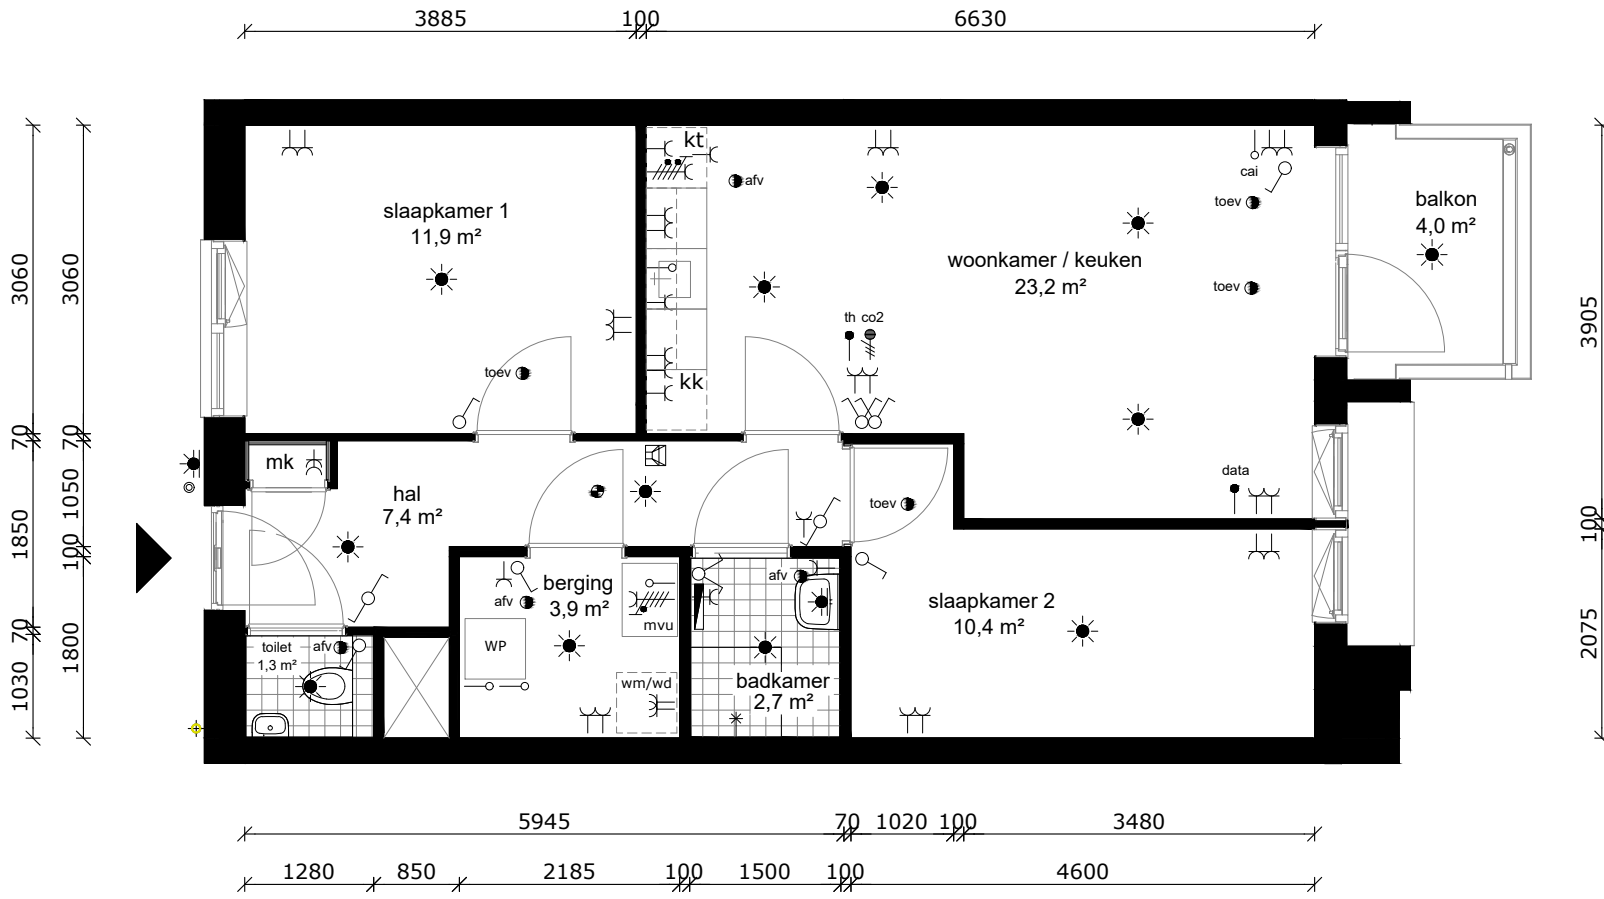 3885 100 6630
3060
70
1850
70
1030
3060
70
1050
100
1800
slaapkamer 1
11,9 m²
toev
kt
afv
kk
woonkamer / keuken
23,2 m²
th co2
cai
toev
toev
data
balkon
4,0 m²
3905
100
2075
mk
hal
7,4 m²
toev
berging
3,9 m²
afv
WP
mvu
wm/wd
toilet
1,3 m²
afv
afv
badkamer
2,7 m²
slaapkamer 2
10,4 m²
5945 70 1020 100 3480
1280 850 2185 100 1500 100 4600